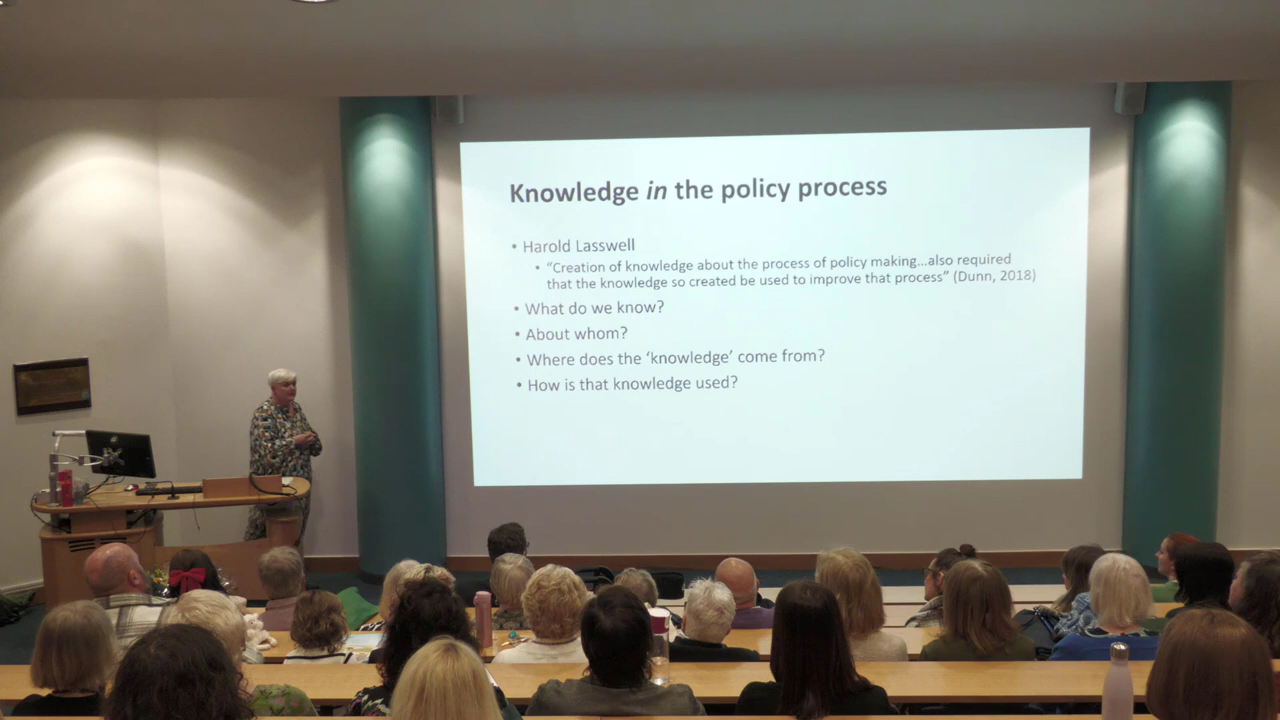 Knowledge in the policy process
• Harold Lasswell
• “Creation of knowledge about the process of policy making...also required
that the knowledge so created be used to improve that process” (Dunn, 2018)
• What do we know?
• About whom?
• Where does the ‘knowledge’ come from?
• How is that knowledge used?